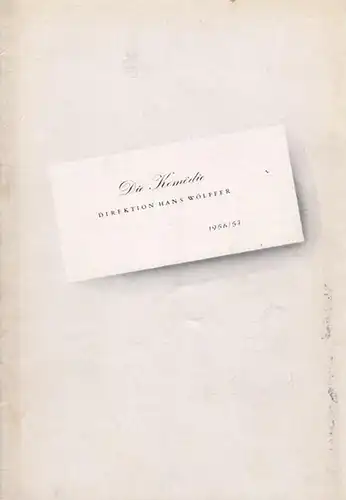 Die Komödie
DIREKTION HANS WÖLFFER
1956/57